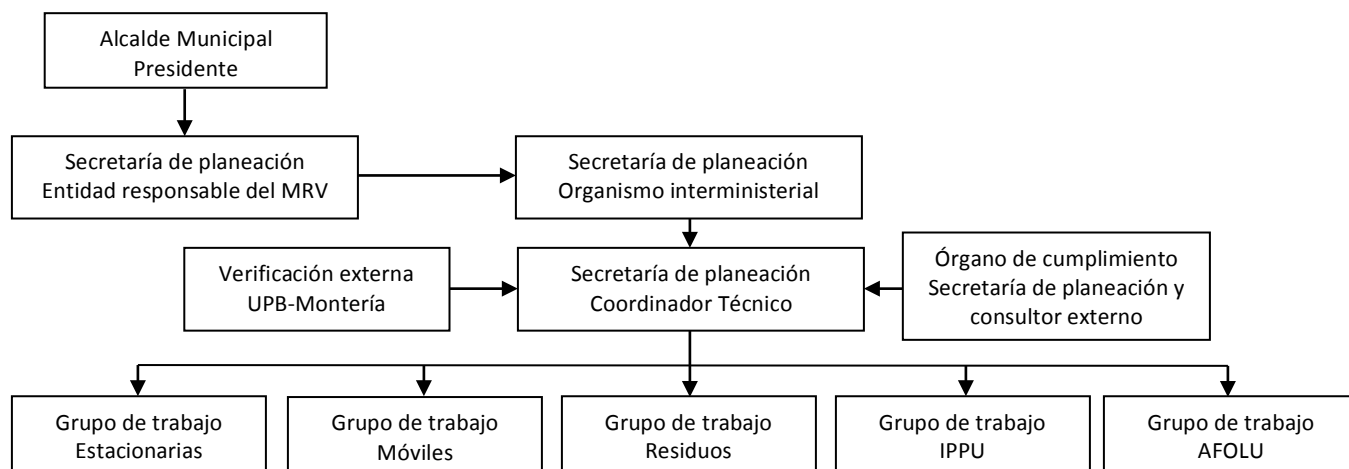 Alcalde Municipal
Presidente
Secretaría de planeación
Entidad responsable del MRV
Secretaría de planeación
Organismo interministerial
Verificación externa
UPB-Montería
Secretaría de planeación
Coordinador Técnico
Órgano de cumplimiento
Secretaría de planeación y
consultor externo
Grupo de trabajo
Estacionarias
Grupo de trabajo
Móviles
Grupo de trabajo
Residuos
Grupo de trabajo
IPPU
Grupo de trabajo
AFOLU